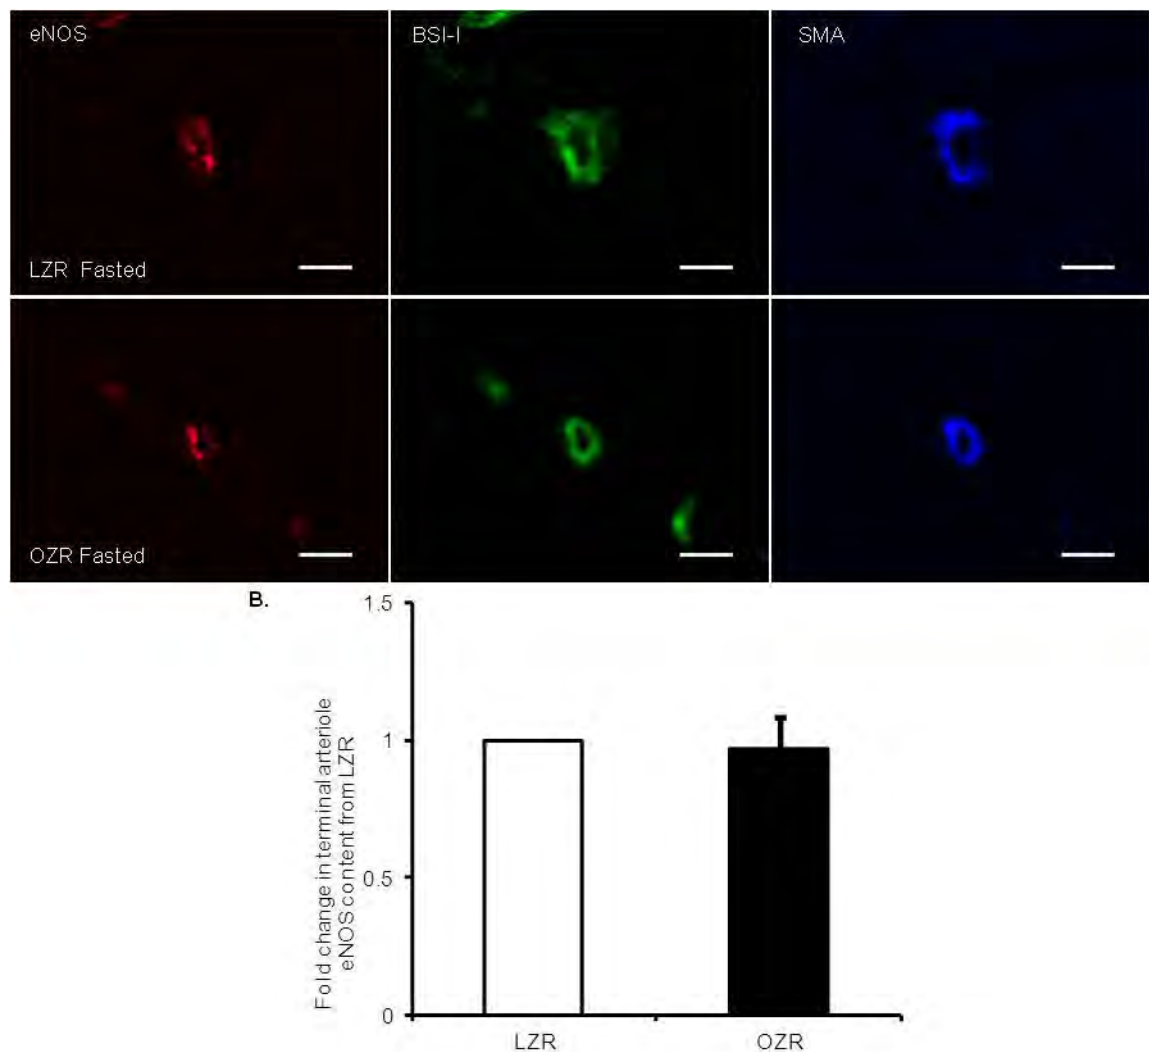 eNOS
BSI-I
SMA
LZR Fasted
OZR Fasted
B.
1.5
1
0.5
0
Fold change in terminal arteriole
eNOS content from LZR
LZR
OZR